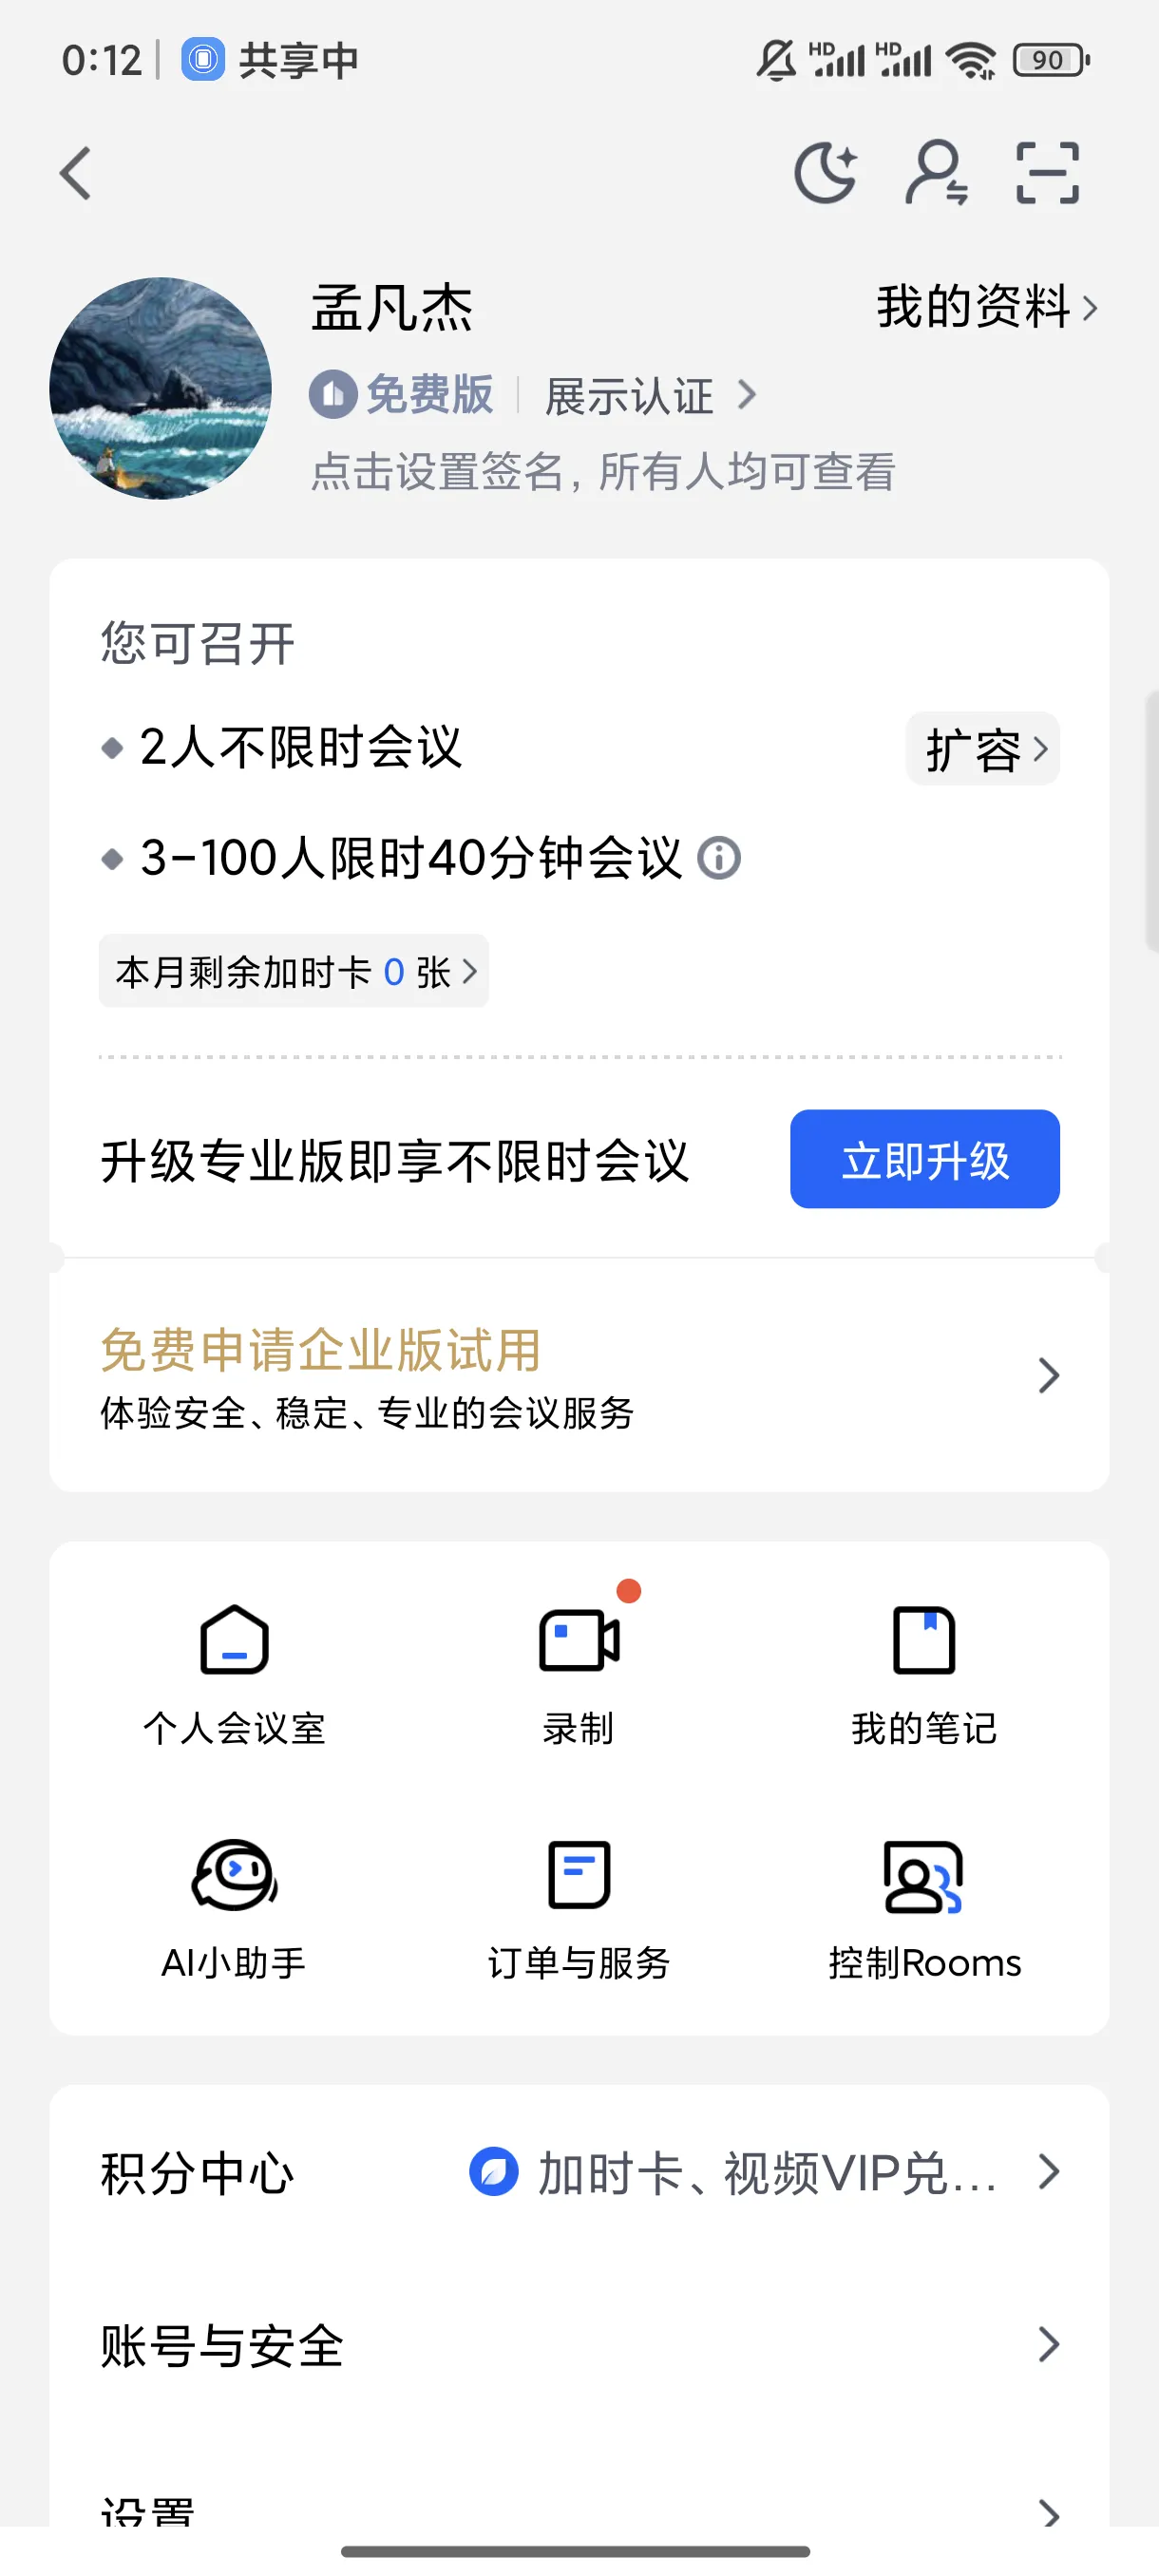 0:12 共享中 HD HD 90
孟凡杰 我的资料
免费版 展示认证
点击设置签名，所有人均可查看
您可召开
2人不限时会议 扩容
3-100人限时40分钟会议
本月剩余加时卡 0 张
升级专业版即享不限时会议 立即升级
免费申请企业版试用
体验安全、稳定、专业的会议服务
个人会议室 录制 我的笔记
AI小助手 订单与服务 控制Rooms
积分中心 加时卡、视频VIP兑...
账号与安全
设置